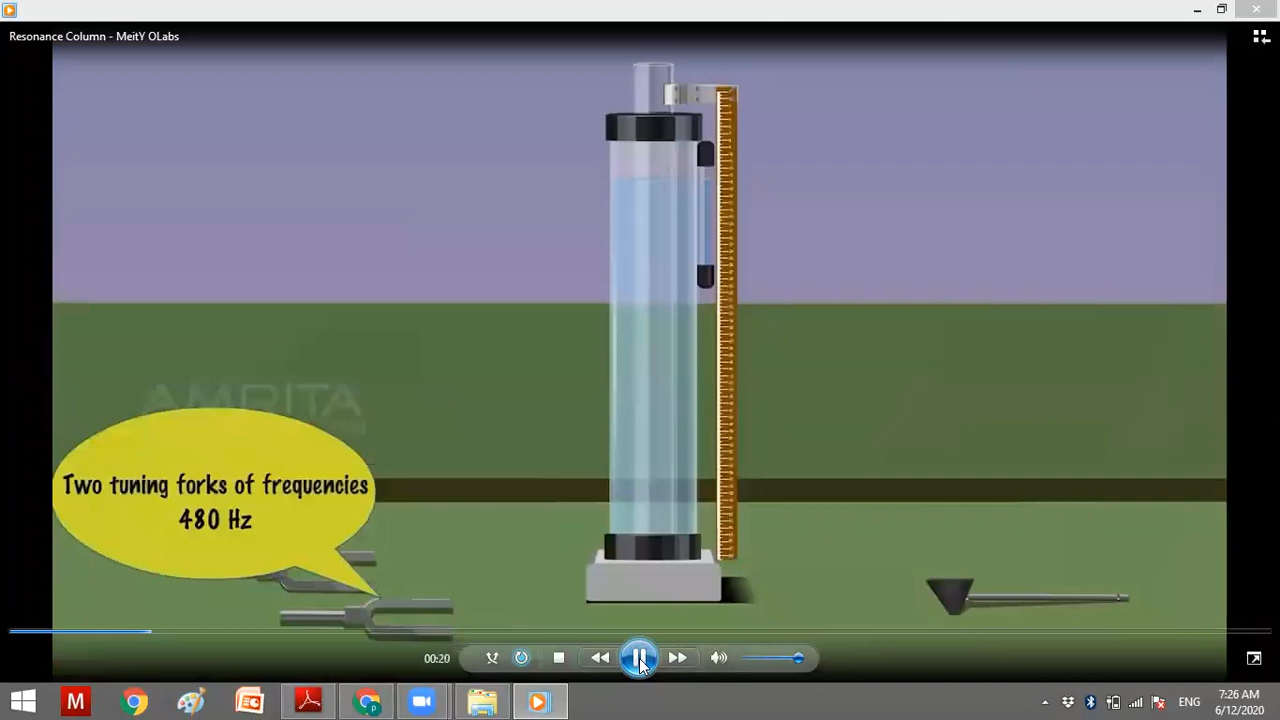 Resonance Column - MeitY OLabs
AMRITA
Two tuning forks of frequencies
480 Hz
00:20
M
P
ENG
7:26 AM
6/12/2020